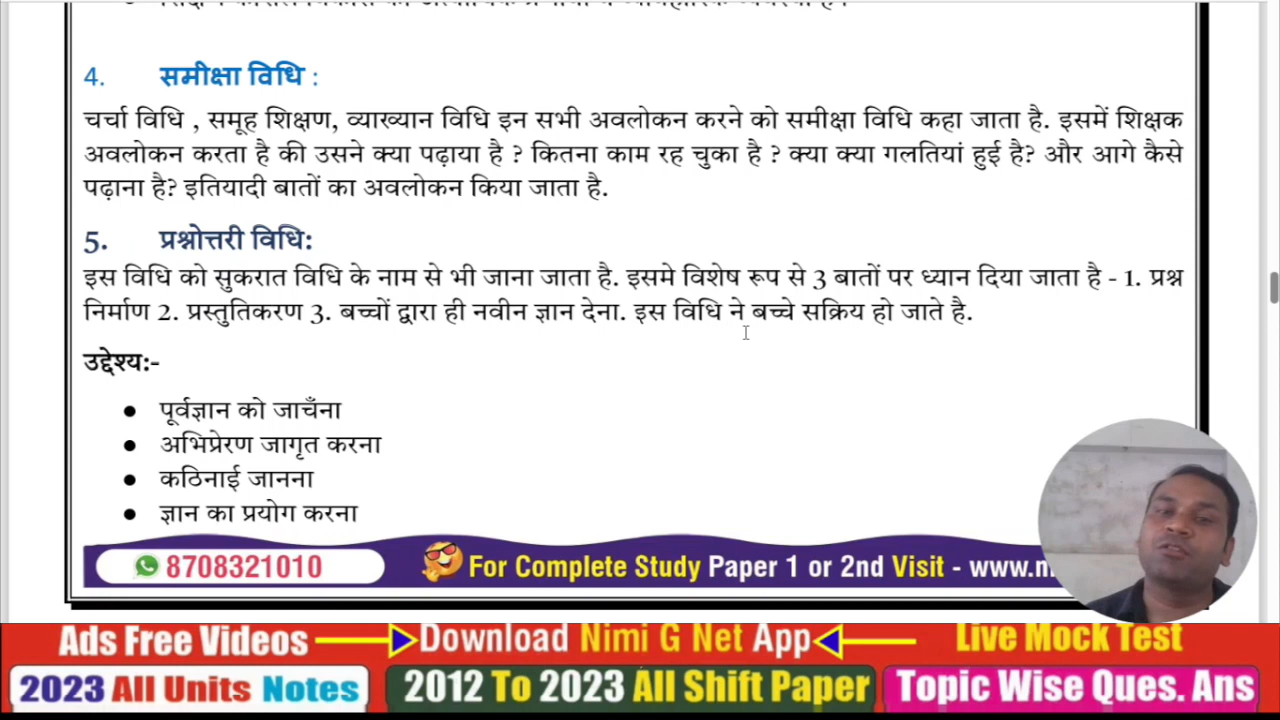 4. समीक्षा विधि :
चर्चा विधि , समूह शिक्षण, व्याख्यान विधि इन सभी अवलोकन करने को समीक्षा विधि कहा जाता है. इसमें शिक्षक
अवलोकन करता है की उसने क्या पढ़ाया है ? कितना काम रह चुका है ? क्या क्या गलतियां हुई है? और आगे कैसे
पढ़ाना है? इतियादी बातों का अवलोकन किया जाता है.
5. प्रश्नोत्तरी विधि:
इस विधि को सुकरात विधि के नाम से भी जाना जाता है. इसमे विशेष रूप से 3 बातों पर ध्यान दिया जाता है - 1. प्रश्न
निर्माण 2. प्रस्तुतिकरण 3. बच्चों द्वारा ही नवीन ज्ञान देना. इस विधि ने बच्चे सक्रिय हो जाते है.
उद्देश्य:-
● पूर्वज्ञान को जाचँना
● अभिप्रेरण जागृत करना
● कठिनाई जानना
● ज्ञान का प्रयोग करना
8708321010 For Complete Study Paper 1 or 2nd Visit - www.n
Ads Free Videos Download Nimi G Net App Live Mock Test
2023 All Units Notes 2012 To 2023 All Shift Paper Topic Wise Ques. Ans